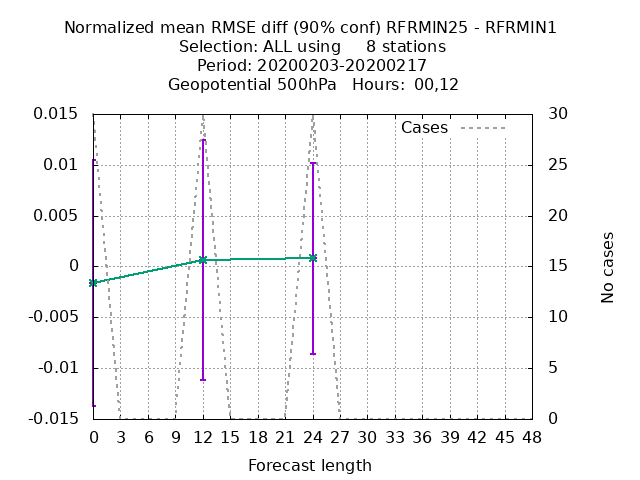 Normalized mean RMSE diff (90% conf) RFRMIN25 - RFRMIN1
Selection: ALL using     8 stations
Period: 20200203-20200217
Geopotential 500hPa   Hours: 00,12
Cases
0.015
0.01
0.005
0
-0.005
-0.01
-0.015
30
25
20
15
10
5
0
No cases
0 3 6 9 12 15 18 21 24 27 30 33 36 39 42 45 48
Forecast length